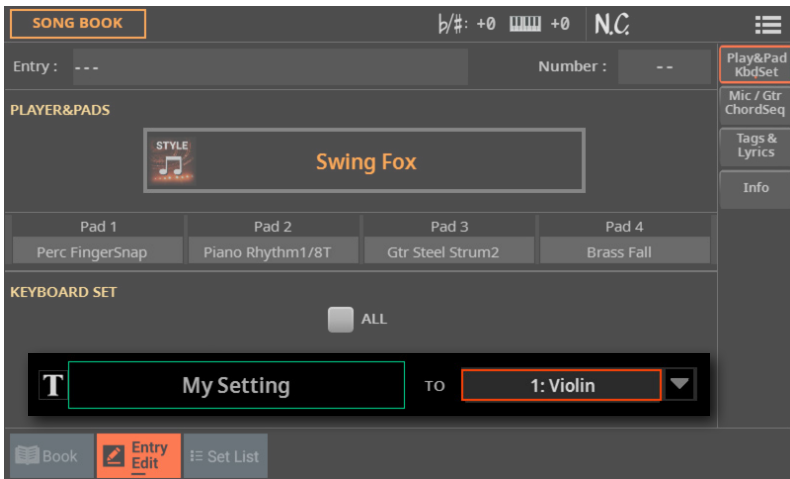 SONG BOOK
♭/♯: +0 +0 N.C.
Entry : ---
Number : --
Play&Pad
KbdSet
Mic / Gtr
ChordSeq
Tags &
Lyrics
Info
PLAYER&PADS
STYLE
Swing Fox
Pad 1 Pad 2 Pad 3 Pad 4
Perc FingerSnap Piano Rhythm1/8T Gtr Steel Strum2 Brass Fall
KEYBOARD SET
ALL
T My Setting TO 1: Violin
Book
Entry
Edit
Set List